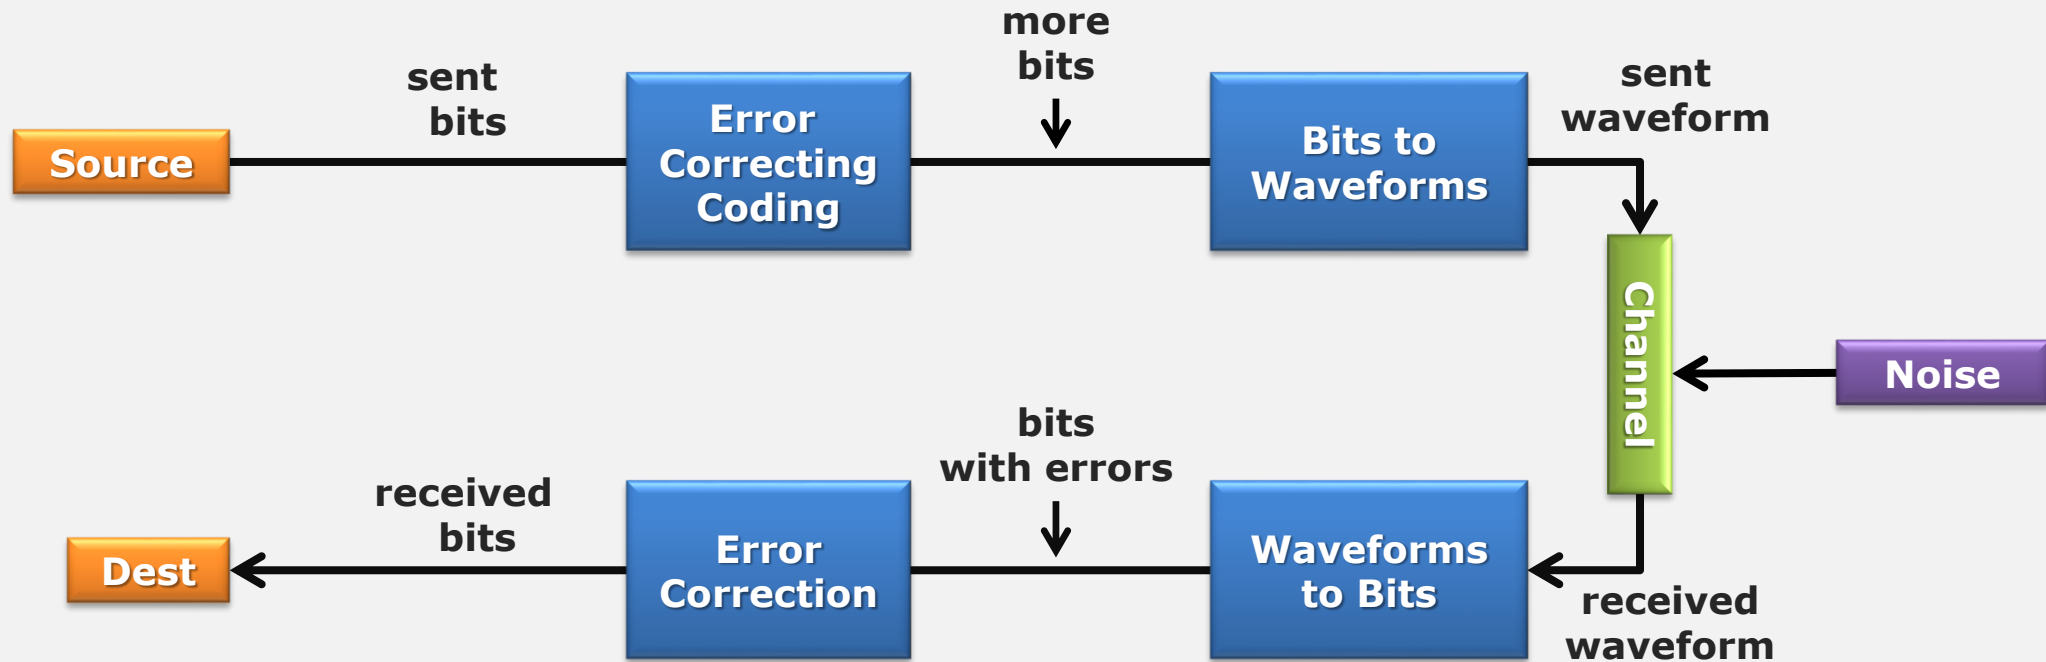 more
bits
sent
bits
sent
waveform
Source
Error
Correcting
Coding
Bits to
Waveforms
Channel
Noise
bits
with errors
received
bits
Dest
Error
Correction
Waveforms
to Bits
received
waveform